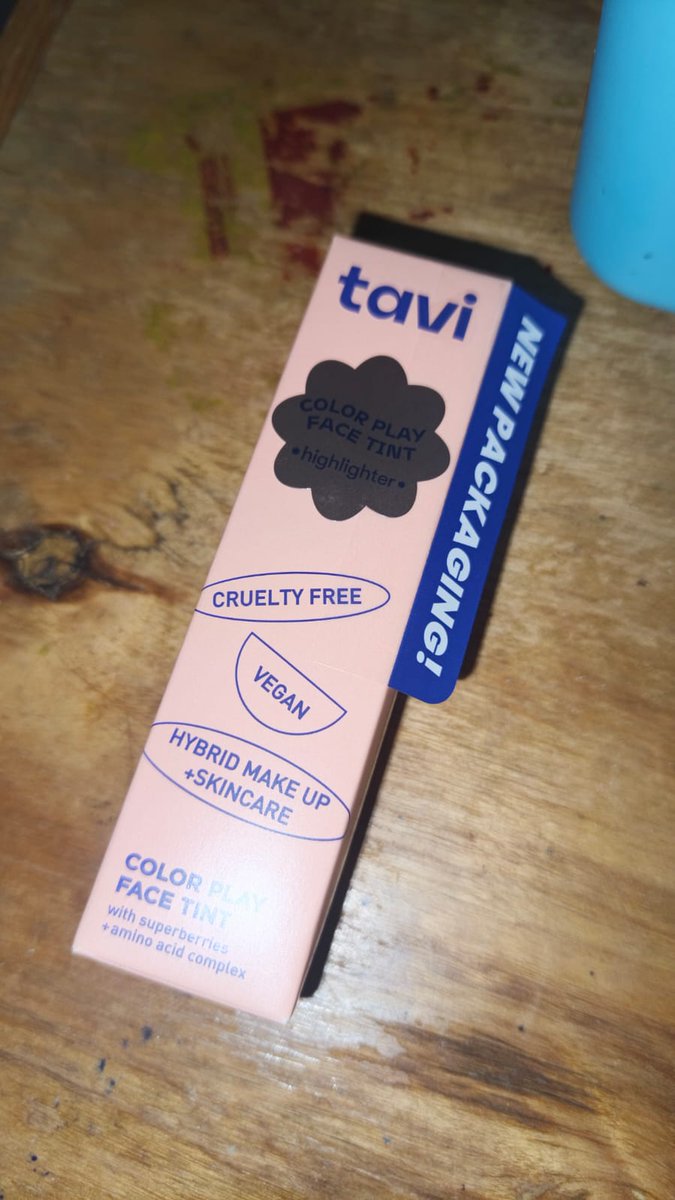 tavi
COLOR PLAY
FACE TINT
•highlighter•
NEW PACKAGING!
CRUELTY FREE
VEGAN
HYBRID MAKE UP
+SKINCARE
COLOR PLAY
FACE TINT
with superberries
+amino acid complex